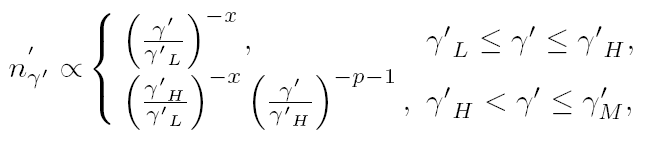 n^{'}_{γ'} ∝ { (γ'/γ'_L)^{-x}, γ'_L ≤ γ' ≤ γ'_H,
(γ'_H/γ'_L)^{-x} (γ'/γ'_H)^{-p-1}, γ'_H < γ' ≤ γ'_M,